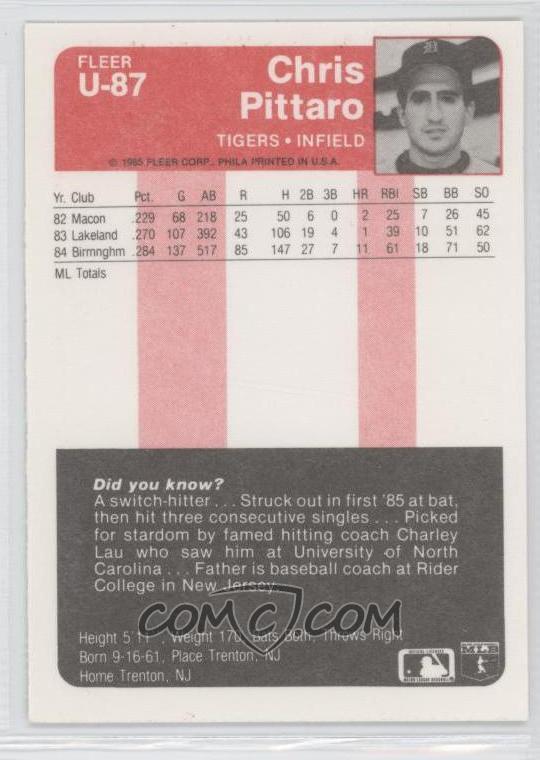 FLEER
U-87
Chris
Pittaro
TIGERS • INFIELD
© 1985 FLEER CORP., PHILA PRINTED IN U.S.A.
Yr. Club Pct. G AB R H 2B 3B HR RBI SB BB SO
82 Macon .229 68 218 25 50 6 0 2 25 7 26 45
83 Lakeland .270 107 392 43 106 19 4 1 39 10 51 62
84 Birmnghm .284 137 517 85 147 27 7 11 61 18 71 50
ML Totals
Did you know?
A switch-hitter . . . Struck out in first '85 at bat,
then hit three consecutive singles . . . Picked
for stardom by famed hitting coach Charley
Lau who saw him at University of North
Carolina . . . Father is baseball coach at Rider
College in New Jersey.
COMC.COM
Height 5'11" Weight 170, Bats Both, Throws Right
Born 9-16-61, Place Trenton, NJ
Home Trenton, NJ
MAJOR LEAGUE BASEBALL